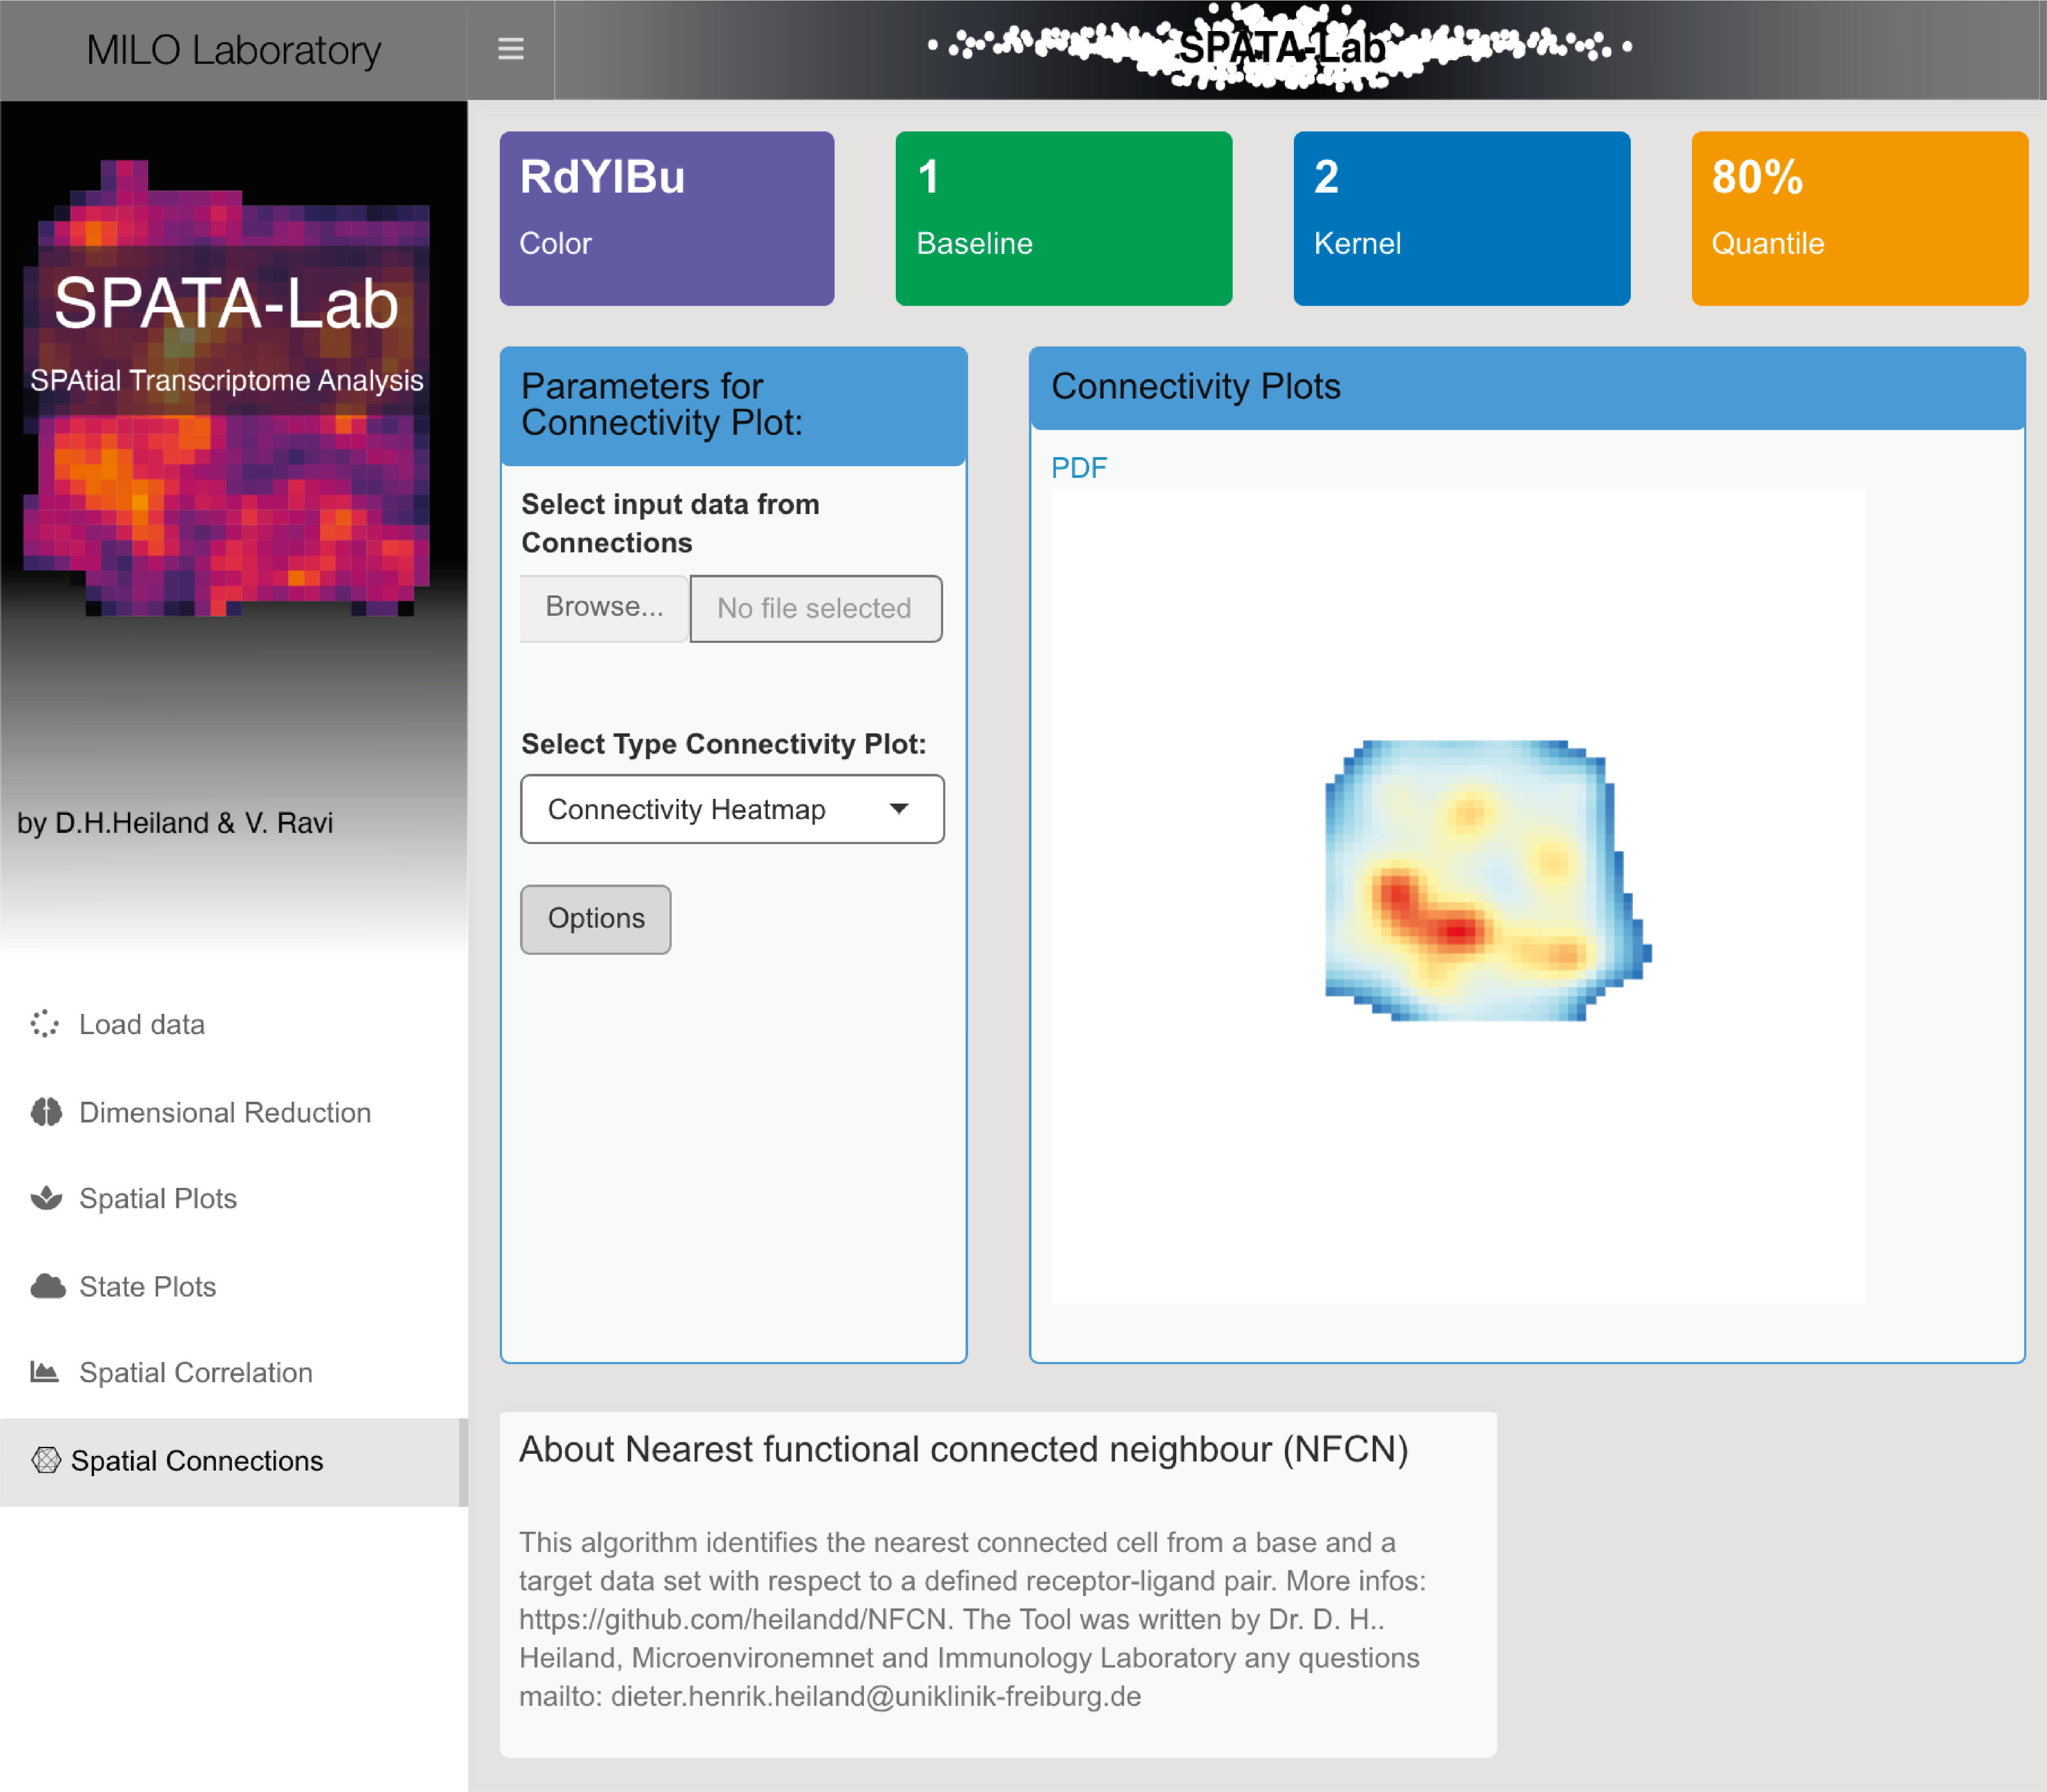 MILO Laboratory
SPATA-Lab
SPATA-Lab
SPAtial Transcriptome Analysis
by D.H.Heiland & V. Ravi
Load data
Dimensional Reduction
Spatial Plots
State Plots
Spatial Correlation
Spatial Connections
RdYlBu
Color
1
Baseline
2
Kernel
80%
Quantile
Parameters for
Connectivity Plot:
Select input data from
Connections
Browse...
No file selected
Select Type Connectivity Plot:
Connectivity Heatmap
Options
Connectivity Plots
PDF
About Nearest functional connected neighbour (NFCN)
This algorithm identifies the nearest connected cell from a base and a
target data set with respect to a defined receptor-ligand pair. More infos:
https://github.com/heilandd/NFCN. The Tool was written by Dr. D. H..
Heiland, Microenvironemnet and Immunology Laboratory any questions
mailto: dieter.henrik.heiland@uniklinik-freiburg.de